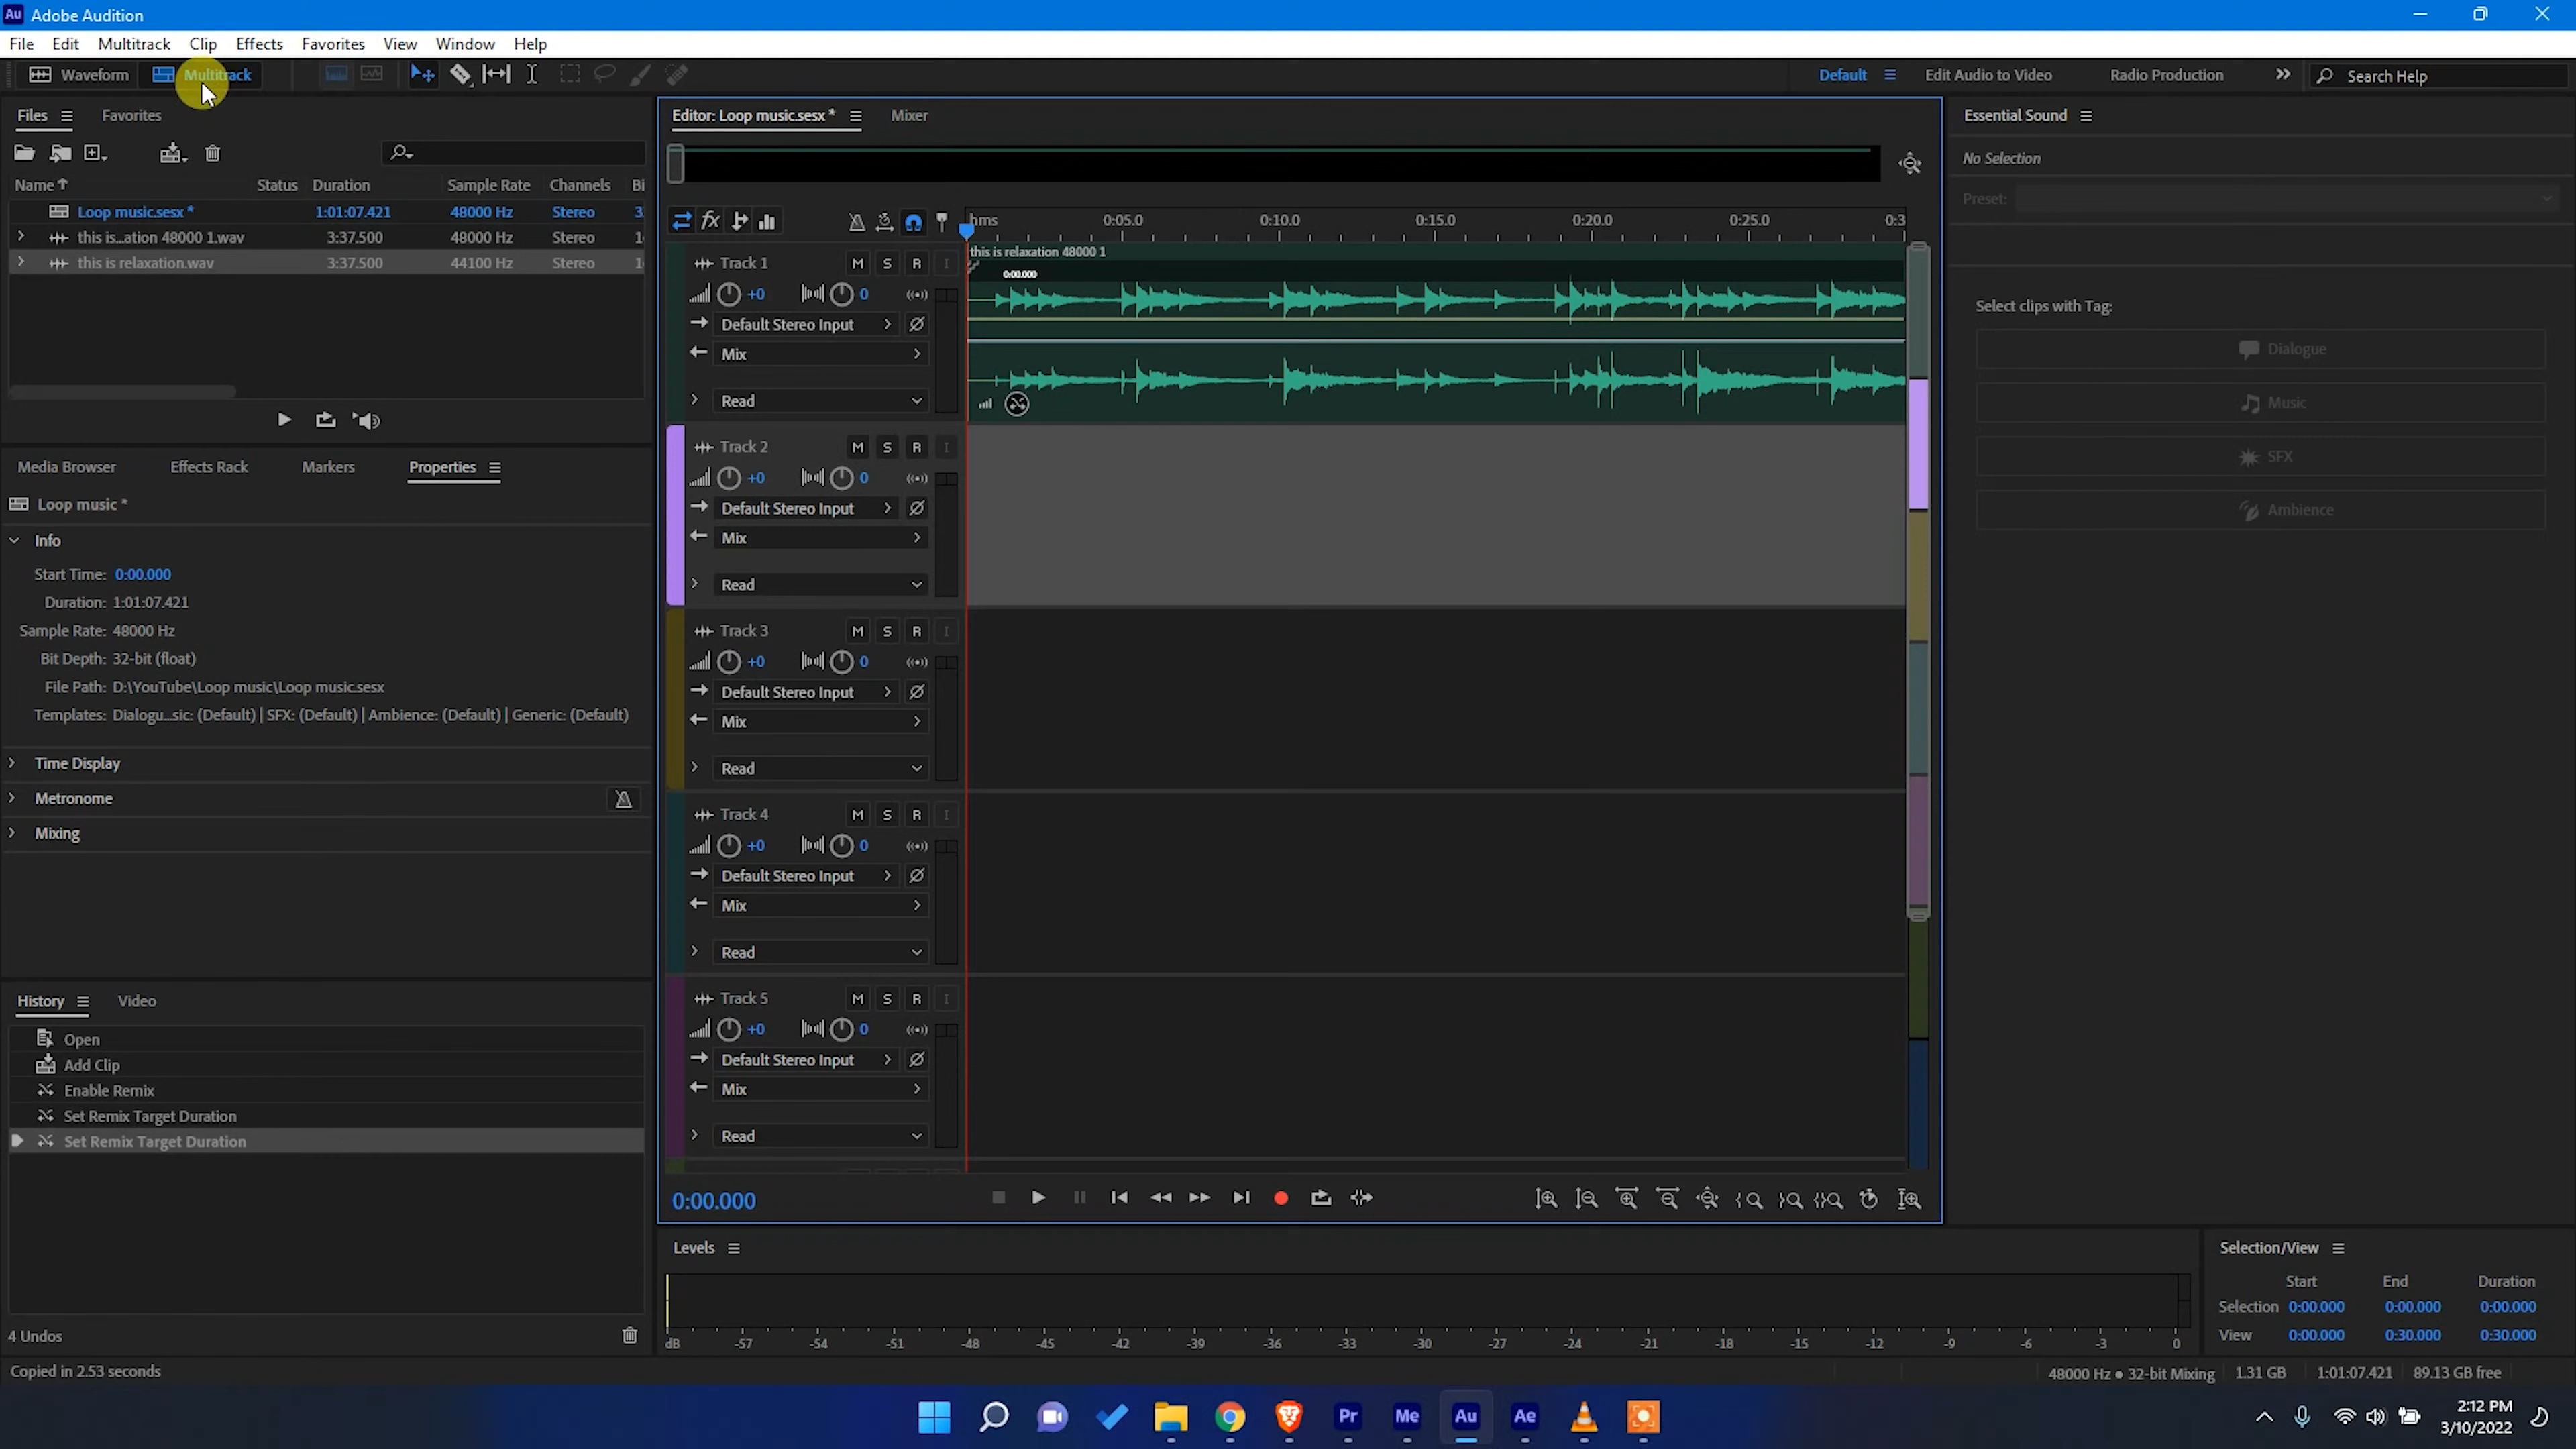 Au Adobe Audition
File Edit Multitrack Clip Effects Favorites View Window Help
Waveform Multitrack Default Edit Audio to Video Radio Production Search Help
Files Favorites
Name Status Duration Sample Rate Channels Bi
Loop music.sesx * 1:01:07.421 48000 Hz Stereo 3
this is...ation 48000 1.wav 3:37.500 48000 Hz Stereo 1
this is relaxation.wav 3:37.500 44100 Hz Stereo 1
Media Browser Effects Rack Markers Properties
Loop music *
Info
Start Time: 0:00.000
Duration: 1:01:07.421
Sample Rate: 48000 Hz
Bit Depth: 32-bit (float)
File Path: D:\YouTube\Loop music\Loop music.sesx
Templates: Dialogu...sic: (Default) | SFX: (Default) | Ambience: (Default) | Generic: (Default)
Time Display
Metronome
Mixing
History Video
Open
Add Clip
Enable Remix
Set Remix Target Duration
Set Remix Target Duration
4 Undos
Copied in 2.53 seconds
Editor: Loop music.sesx * Mixer
fx hms 0:05.0 0:10.0 0:15.0 0:20.0 0:25.0 0:3
this is relaxation 48000 1
0:00.000
Track 1 M S R I
+0 0
Default Stereo Input
Mix
Read
Track 2 M S R I
+0 0
Default Stereo Input
Mix
Read
Track 3 M S R I
+0 0
Default Stereo Input
Mix
Read
Track 4 M S R I
+0 0
Default Stereo Input
Mix
Read
Track 5 M S R I
+0 0
Default Stereo Input
Mix
Read
0:00.000
Levels
dB -57 -54 -51 -48 -45 -42 -39 -36 -33 -30 -27 -24 -21 -18 -15 -12 -9 -6 -3 0
Essential Sound
No Selection
Preset:
Select clips with Tag:
Dialogue
Music
SFX
Ambience
Selection/View
Start End Duration
Selection 0:00.000 0:00.000 0:00.000
View 0:00.000 0:30.000 0:30.000
48000 Hz ● 32-bit Mixing 1.31 GB 1:01:07.421 89.13 GB free
Pr Me Au Ae
2:12 PM
3/10/2022